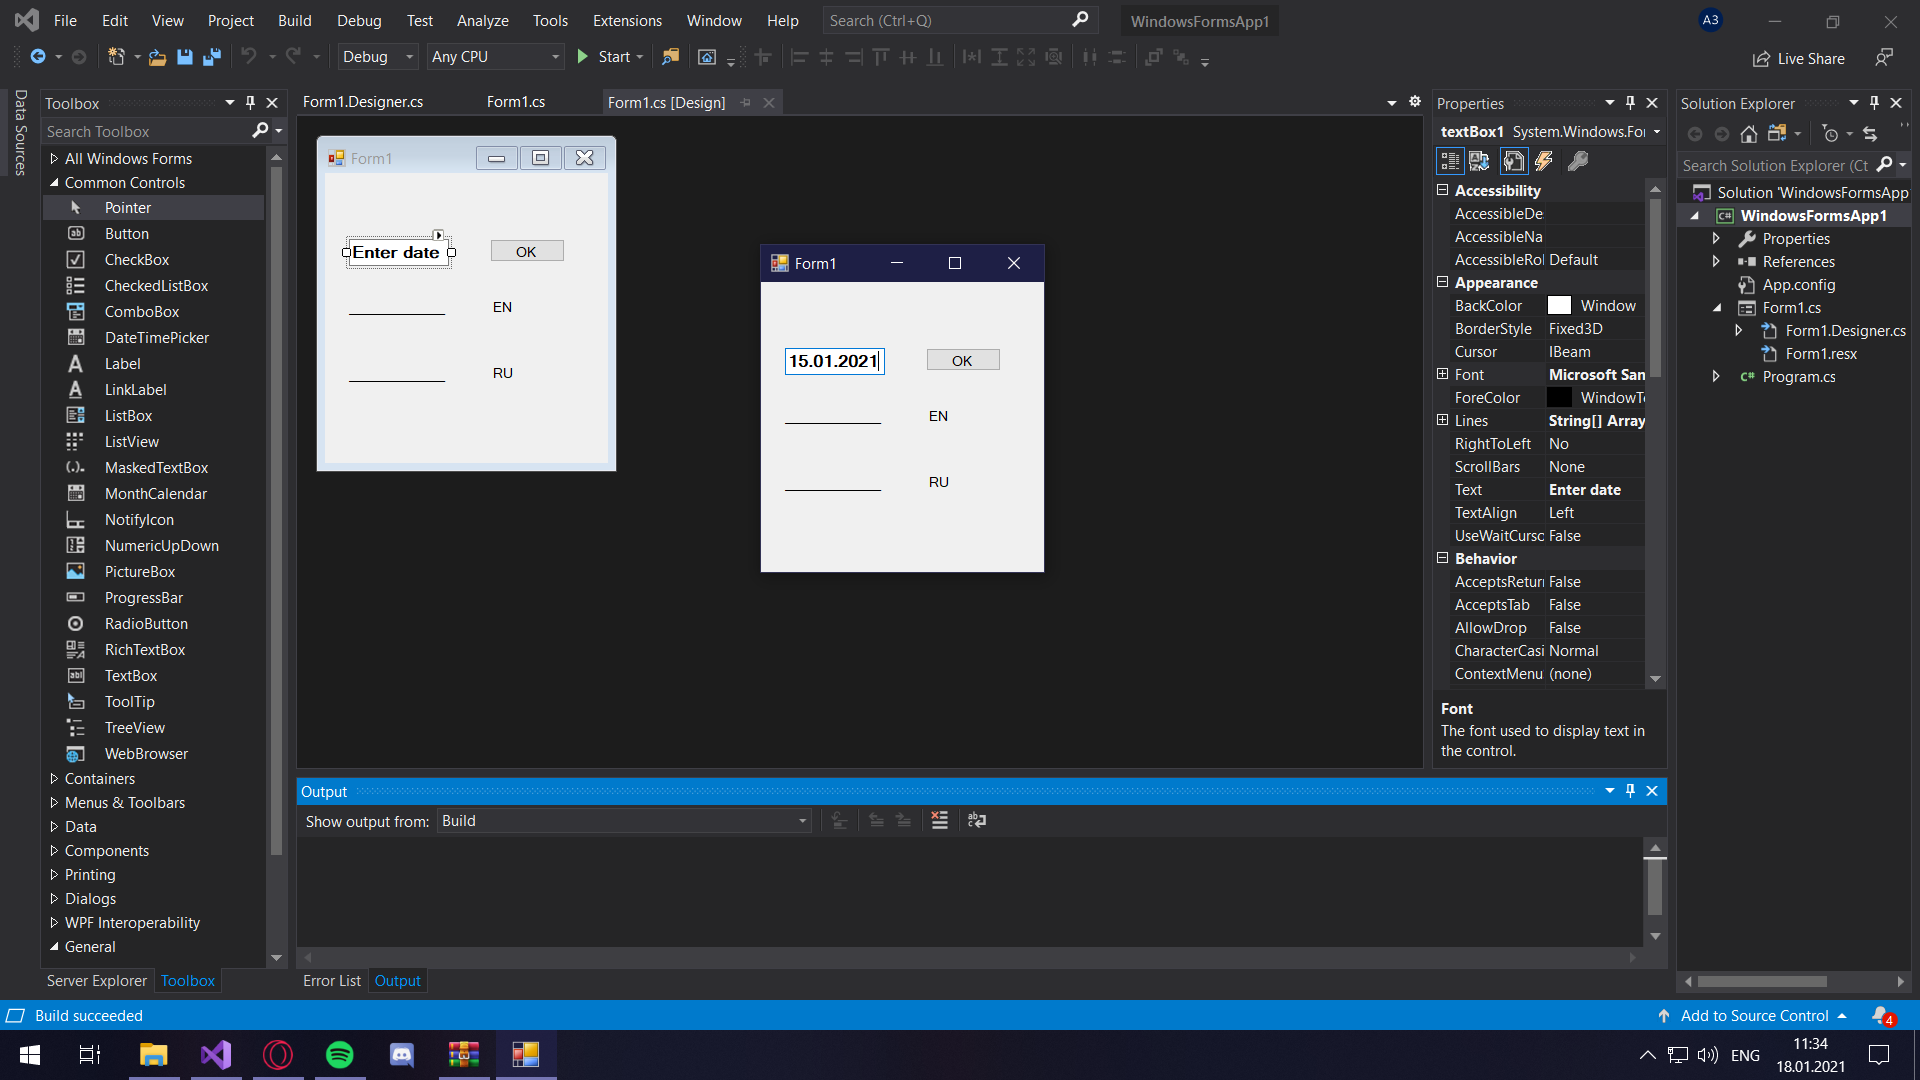 File Edit View Project Build Debug Test Analyze Tools Extensions Window Help Search (Ctrl+Q) WindowsFormsApp1 A3
Debug Any CPU Start Live Share
Data Sources
Toolbox
Search Toolbox
All Windows Forms
Common Controls
Pointer
Button
CheckBox
CheckedListBox
ComboBox
DateTimePicker
Label
LinkLabel
ListBox
ListView
MaskedTextBox
MonthCalendar
NotifyIcon
NumericUpDown
PictureBox
ProgressBar
RadioButton
RichTextBox
TextBox
ToolTip
TreeView
WebBrowser
Containers
Menus & Toolbars
Data
Components
Printing
Dialogs
WPF Interoperability
General
Server Explorer Toolbox
Form1.Designer.cs Form1.cs Form1.cs [Design]
Form1
Enter date OK
EN
RU
Form1
15.01.2021 OK
EN
RU
Output
Show output from: Build
Error List Output
Properties
textBox1 System.Windows.For
Accessibility
AccessibleDe
AccessibleNa
AccessibleRol Default
Appearance
BackColor Window
BorderStyle Fixed3D
Cursor IBeam
Font Microsoft San
ForeColor WindowTe
Lines String[] Array
RightToLeft No
ScrollBars None
Text Enter date
TextAlign Left
UseWaitCurso False
Behavior
AcceptsReturn False
AcceptsTab False
AllowDrop False
CharacterCasi Normal
ContextMenu (none)
Font
The font used to display text in
the control.
Solution Explorer
Search Solution Explorer (Ct
Solution 'WindowsFormsApp
WindowsFormsApp1
Properties
References
App.config
Form1.cs
Form1.Designer.cs
Form1.resx
C# Program.cs
Build succeeded Add to Source Control 4
ENG 11:34
18.01.2021